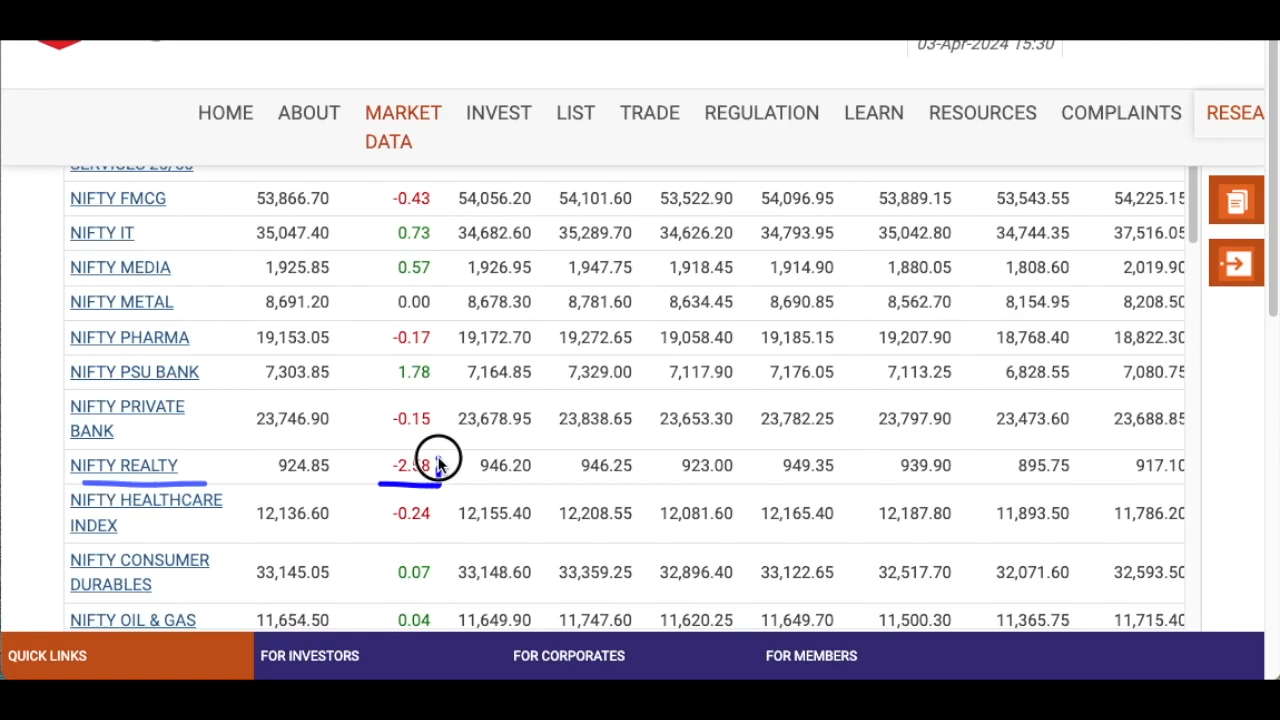 03-Apr-2024 15:30
HOME ABOUT MARKET DATA INVEST LIST TRADE REGULATION LEARN RESOURCES COMPLAINTS RESEA
NIFTY FMCG 53,866.70 -0.43 54,056.20 54,101.60 53,522.90 54,096.95 53,889.15 53,543.55 54,225.15
NIFTY IT 35,047.40 0.73 34,682.60 35,289.70 34,626.20 34,793.95 35,042.80 34,744.35 37,516.05
NIFTY MEDIA 1,925.85 0.57 1,926.95 1,947.75 1,918.45 1,914.90 1,880.05 1,808.60 2,019.90
NIFTY METAL 8,691.20 0.00 8,678.30 8,781.60 8,634.45 8,690.85 8,562.70 8,154.95 8,208.50
NIFTY PHARMA 19,153.05 -0.17 19,172.70 19,272.65 19,058.40 19,185.15 19,207.90 18,768.40 18,822.30
NIFTY PSU BANK 7,303.85 1.78 7,164.85 7,329.00 7,117.90 7,176.05 7,113.25 6,828.55 7,080.75
NIFTY PRIVATE BANK 23,746.90 -0.15 23,678.95 23,838.65 23,653.30 23,782.25 23,797.90 23,473.60 23,688.85
NIFTY REALTY 924.85 -2.58 946.20 946.25 923.00 949.35 939.90 895.75 917.10
NIFTY HEALTHCARE INDEX 12,136.60 -0.24 12,155.40 12,208.55 12,081.60 12,165.40 12,187.80 11,893.50 11,786.20
NIFTY CONSUMER DURABLES 33,145.05 0.07 33,148.60 33,359.25 32,896.40 33,122.65 32,517.70 32,071.60 32,593.50
NIFTY OIL & GAS 11,654.50 0.04 11,649.90 11,747.60 11,620.25 11,649.70 11,500.30 11,365.75 11,715.40
QUICK LINKS FOR INVESTORS FOR CORPORATES FOR MEMBERS